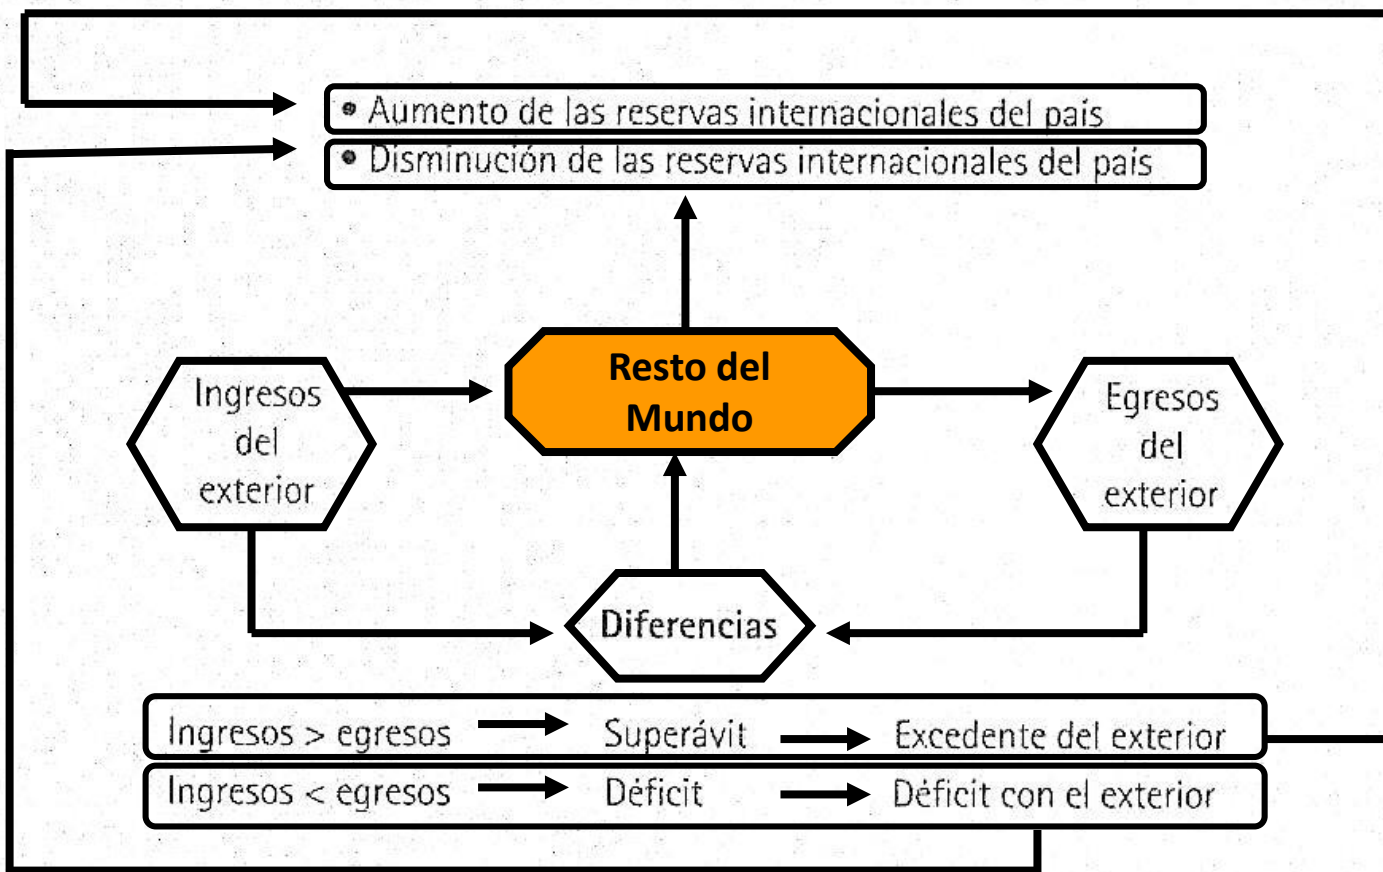 • Aumento de las reservas internacionales del país
• Disminución de las reservas internacionales del país
Resto del
Mundo
Ingresos
del
exterior
Egresos
del
exterior
Diferencias
Ingresos > egresos Superávit Excedente del exterior
Ingresos < egresos Déficit Déficit con el exterior